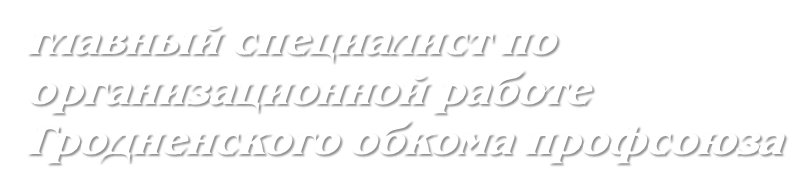 главный специалист по
организационной работе
Гродненского обкома профсоюза